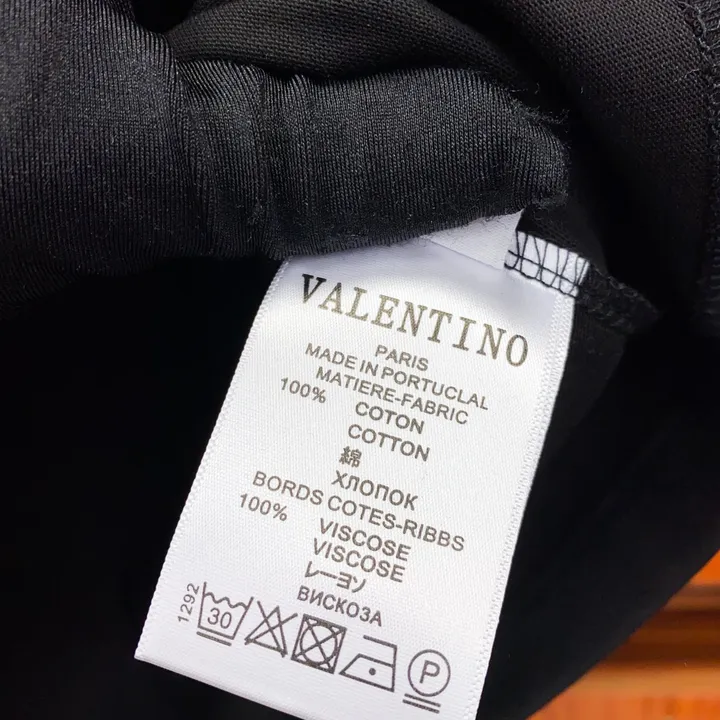 VALENTINO
PARIS
MADE IN PORTUCLAL
MATIERE-FABRIC
100% COTON
COTTON
綿
ХЛОПОК
BORDS COTES-RIBBS
100% VISCOSE
VISCOSE
レーヨン
ВИСКОЗА
1292
30
P